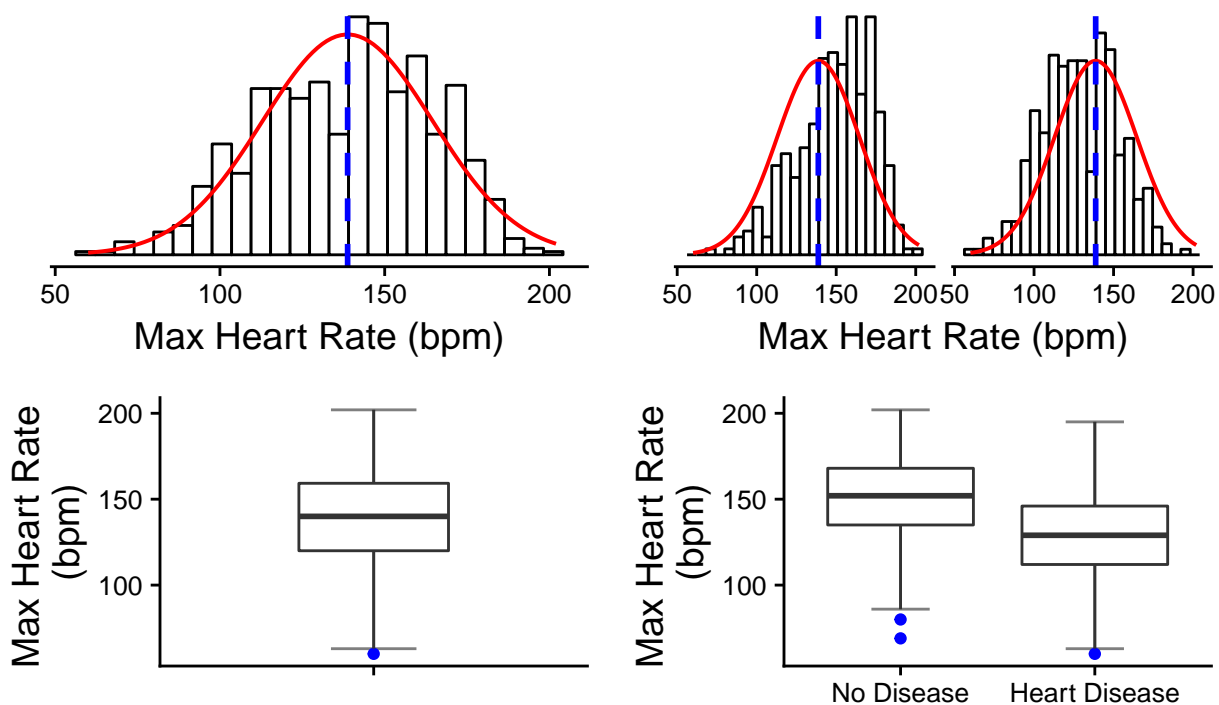 50 100 150 200
Max Heart Rate (bpm)
50 100 150 200 50 100 150 200
Max Heart Rate (bpm)
Max Heart Rate
(bpm)
200
150
100
Max Heart Rate
(bpm)
200
150
100
No Disease Heart Disease